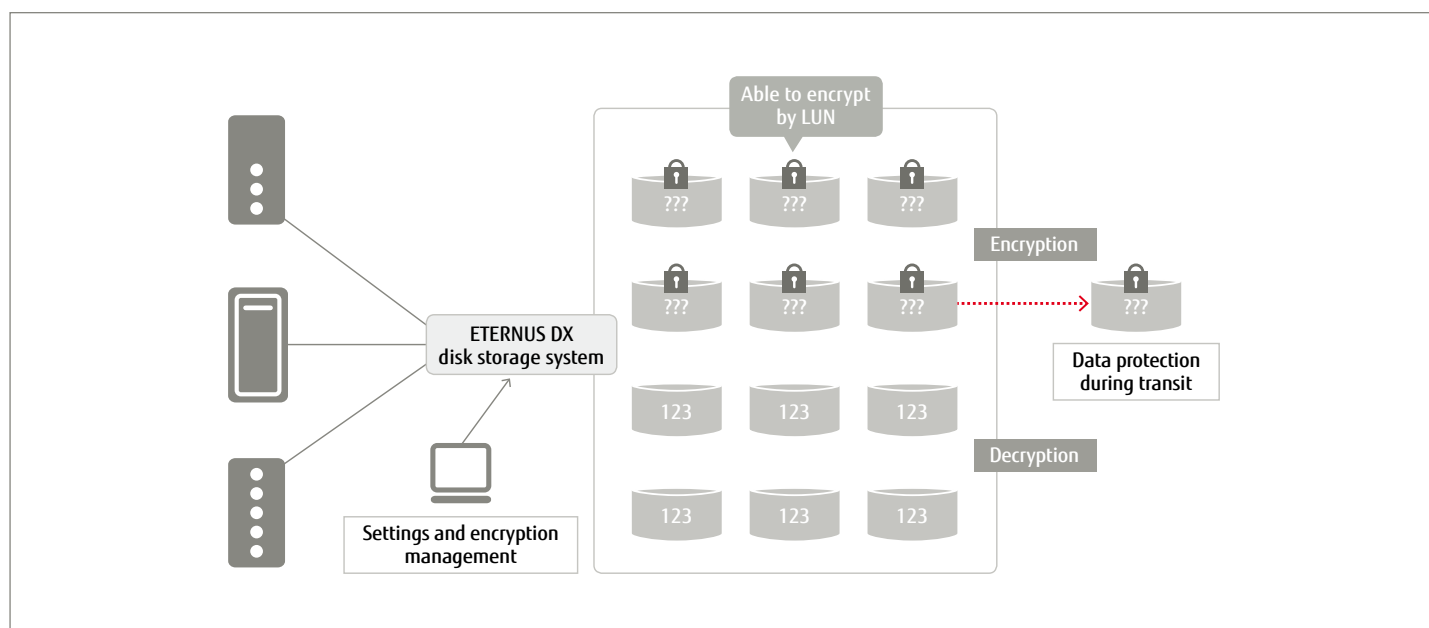 Able to encrypt
by LUN
??? ??? ???
Encryption
??? ??? ??? ???
ETERNUS DX
disk storage system
Data protection
during transit
123 123 123
Decryption
123 123 123
Settings and encryption
management